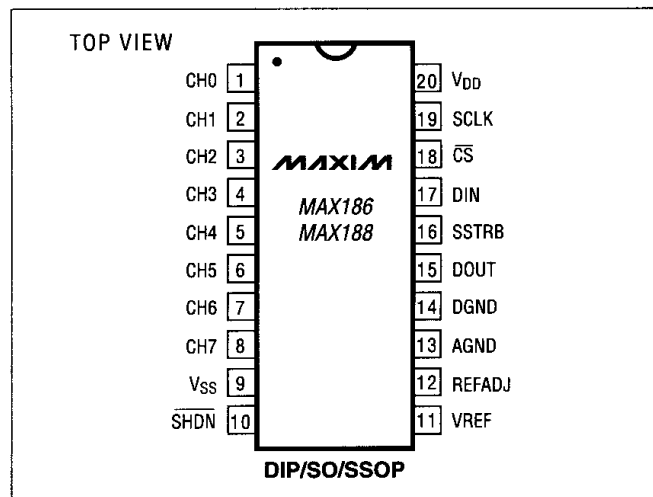 TOP VIEW
CH0 1 20 VDD
CH1 2 19 SCLK
CH2 3 MAXIM 18 CS
CH3 4 17 DIN
MAX186
CH4 5 MAX188 16 SSTRB
CH5 6 15 DOUT
CH6 7 14 DGND
CH7 8 13 AGND
VSS 9 12 REFADJ
SHDN 10 11 VREF
DIP/SO/SSOP